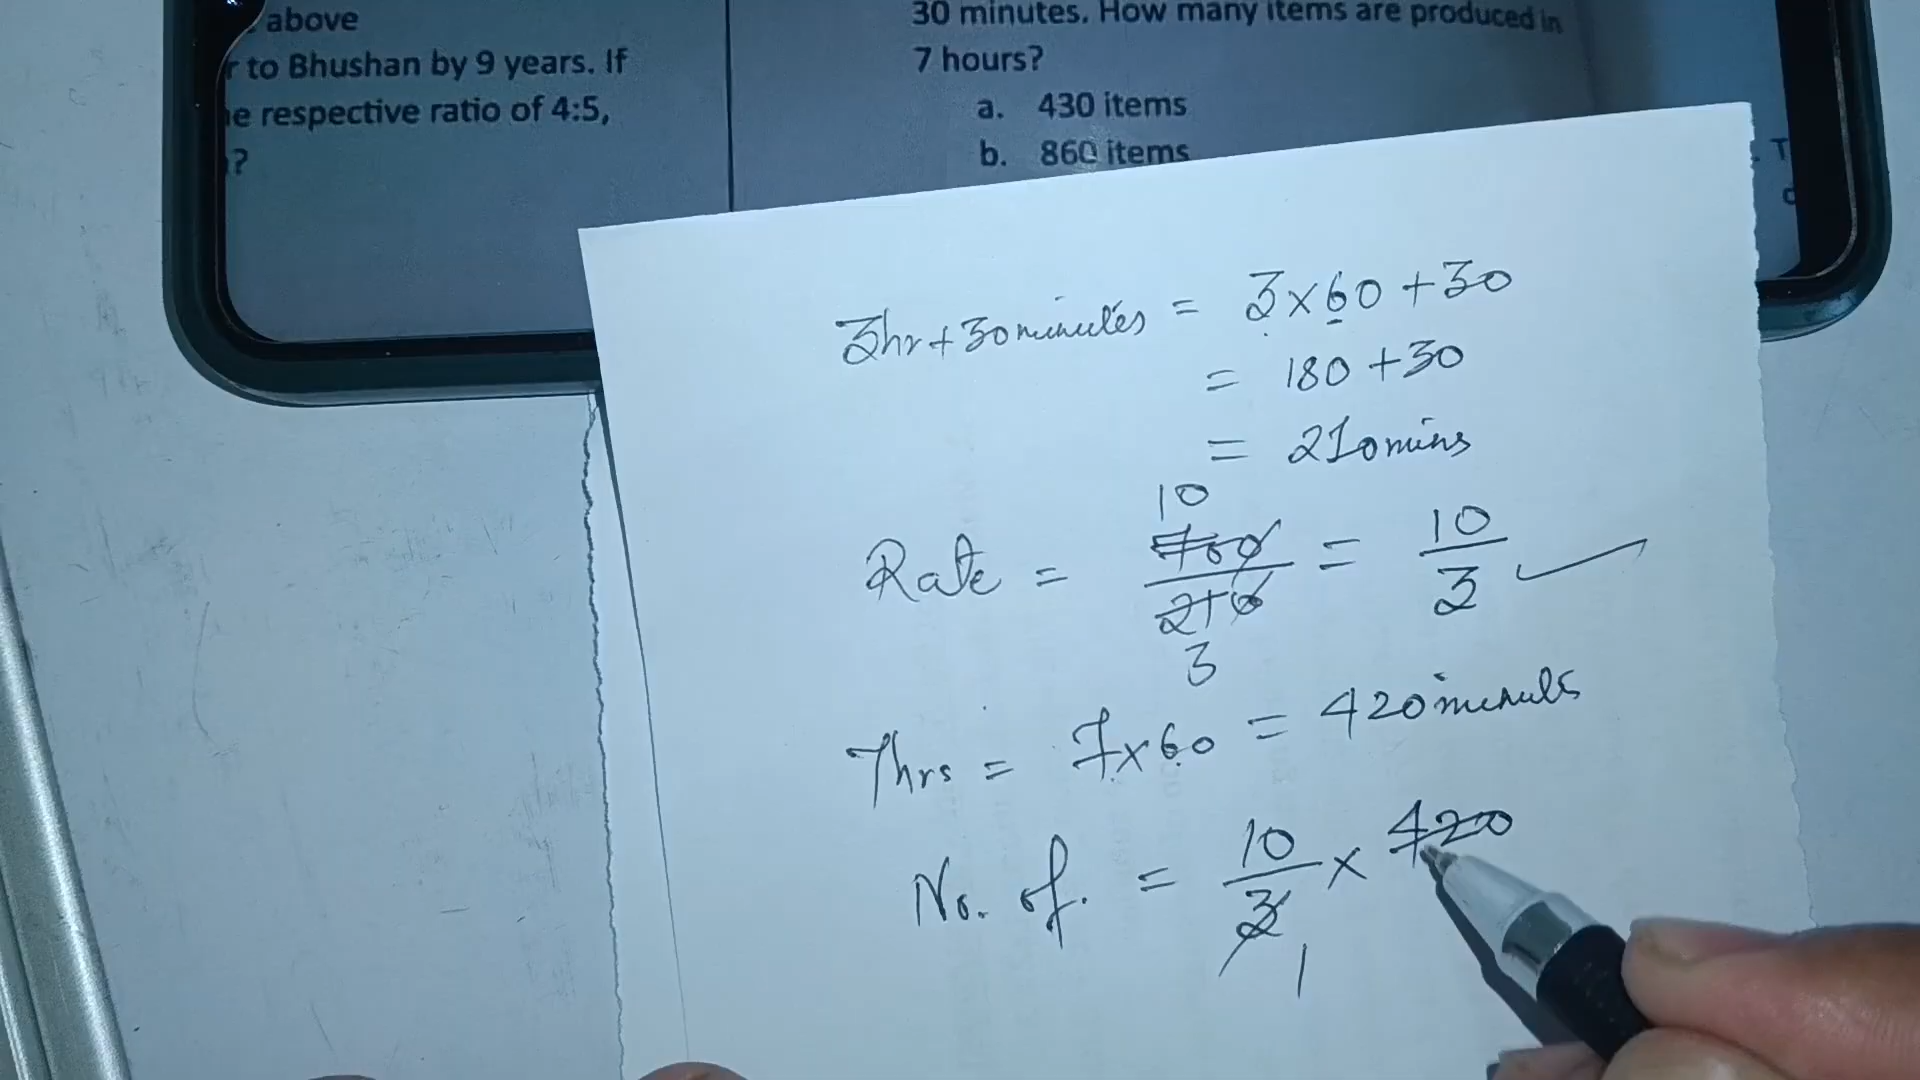 above
r to Bhushan by 9 years. If
e respective ratio of 4:5,
?
30 minutes. How many items are produced in
7 hours?
a. 430 items
b. 860 items
3hr + 30 minutes = 3 x 60 + 30
= 180 + 30
= 210 mins
10
Rate = 700/210 = 10/3
3
7hrs = 7 x 60 = 420 minutes
No. of. = 10/3 x 420
1